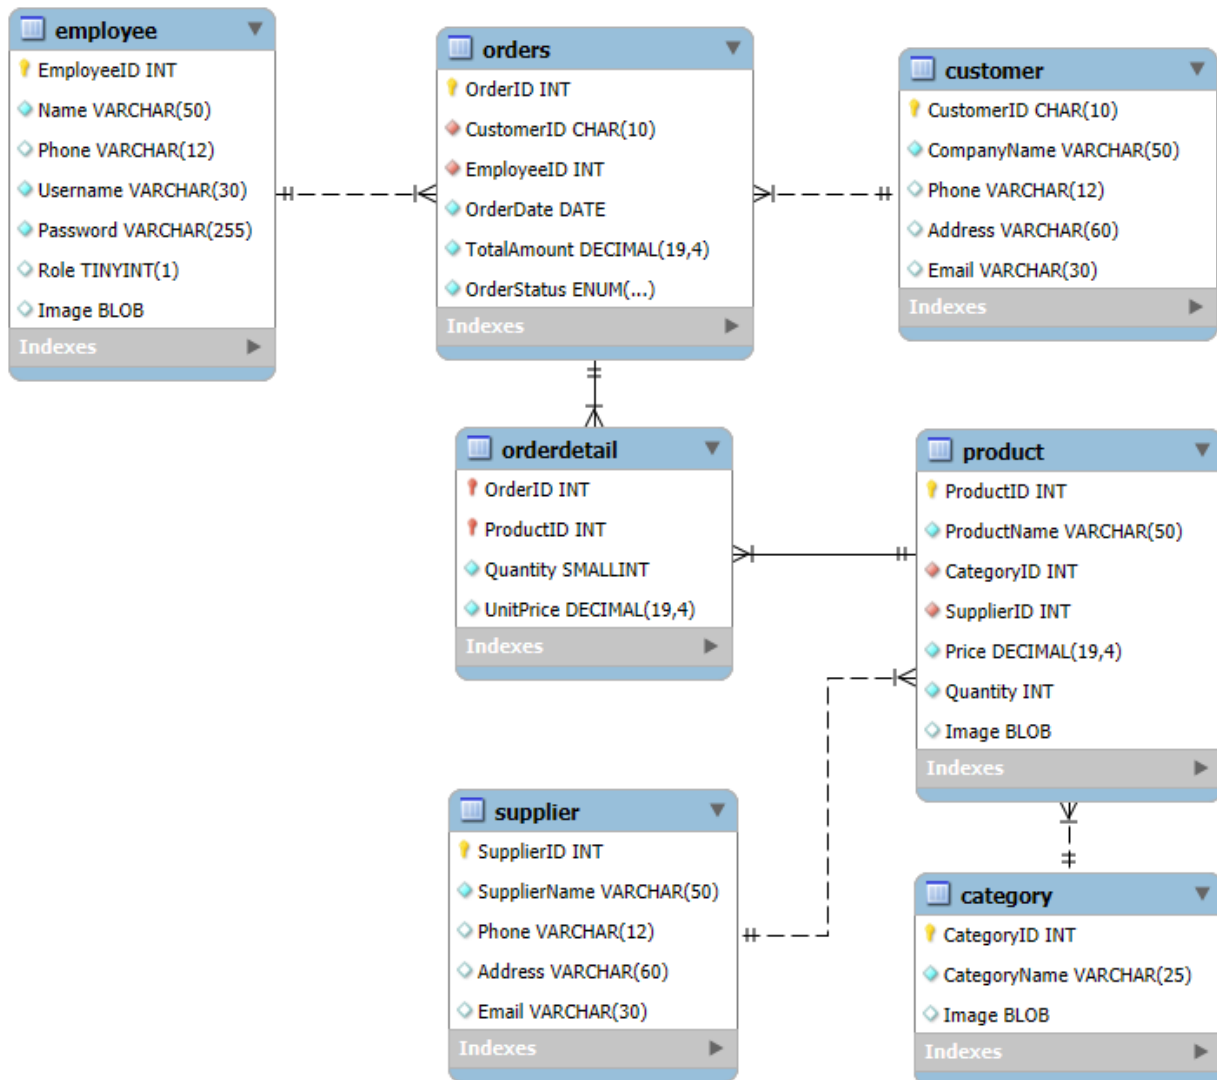 employee
EmployeeID INT
Name VARCHAR(50)
Phone VARCHAR(12)
Username VARCHAR(30)
Password VARCHAR(255)
Role TINYINT(1)
Image BLOB
Indexes
orders
OrderID INT
CustomerID CHAR(10)
EmployeeID INT
OrderDate DATE
TotalAmount DECIMAL(19,4)
OrderStatus ENUM(...)
Indexes
customer
CustomerID CHAR(10)
CompanyName VARCHAR(50)
Phone VARCHAR(12)
Address VARCHAR(60)
Email VARCHAR(30)
Indexes
orderdetail
OrderID INT
ProductID INT
Quantity SMALLINT
UnitPrice DECIMAL(19,4)
Indexes
product
ProductID INT
ProductName VARCHAR(50)
CategoryID INT
SupplierID INT
Price DECIMAL(19,4)
Quantity INT
Image BLOB
Indexes
supplier
SupplierID INT
SupplierName VARCHAR(50)
Phone VARCHAR(12)
Address VARCHAR(60)
Email VARCHAR(30)
Indexes
category
CategoryID INT
CategoryName VARCHAR(25)
Image BLOB
Indexes